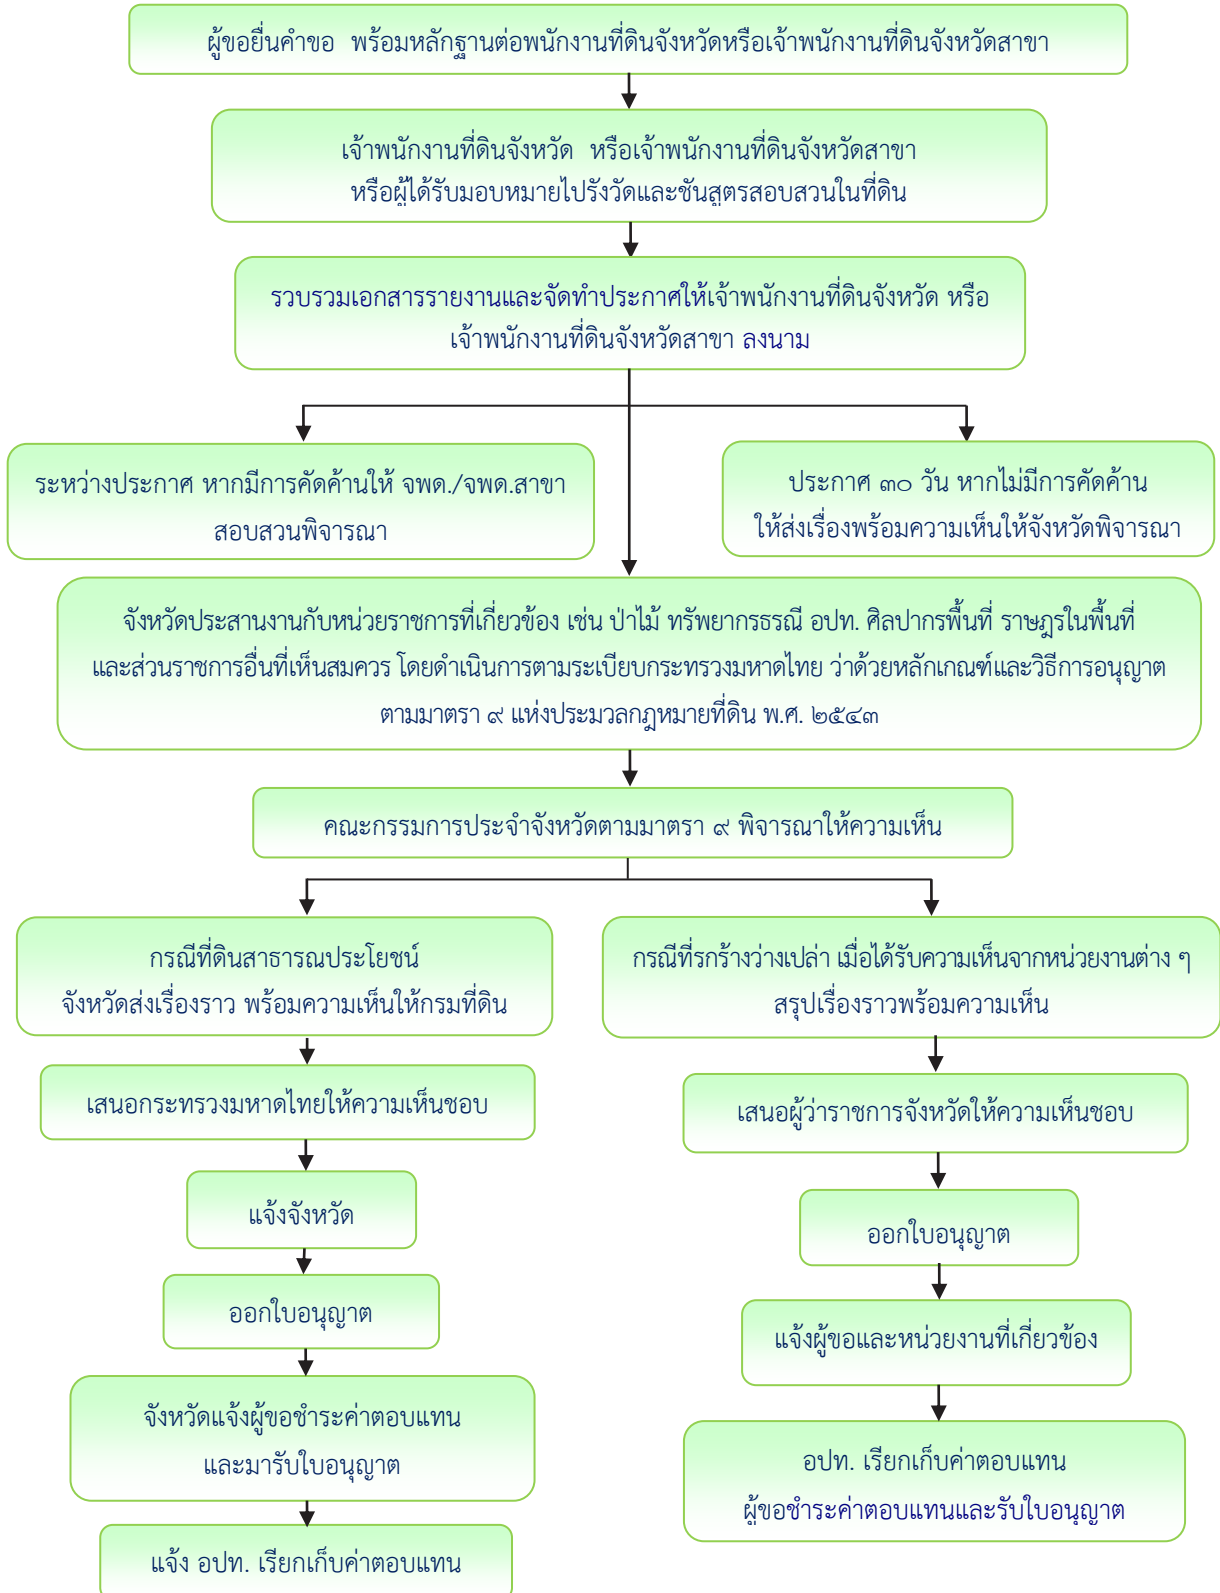 ผู้ขอยื่นคำขอ พร้อมหลักฐานต่อพนักงานที่ดินจังหวัดหรือเจ้าพนักงานที่ดินจังหวัดสาขา
เจ้าพนักงานที่ดินจังหวัด หรือเจ้าพนักงานที่ดินจังหวัดสาขา
หรือผู้ได้รับมอบหมายไปรังวัดและชันสูตรสอบสวนในที่ดิน
รวบรวมเอกสารรายงานและจัดทำประกาศให้เจ้าพนักงานที่ดินจังหวัด หรือ
เจ้าพนักงานที่ดินจังหวัดสาขา ลงนาม
ระหว่างประกาศ หากมีการคัดค้านให้ จพด./จพด.สาขา
สอบสวนพิจารณา
ประกาศ ๓๐ วัน หากไม่มีการคัดค้าน
ให้ส่งเรื่องพร้อมความเห็นให้จังหวัดพิจารณา
จังหวัดประสานงานกับหน่วยราชการที่เกี่ยวข้อง เช่น ป่าไม้ ทรัพยากรธรณี อปท. ศิลปากรพื้นที่ ราษฎรในพื้นที่
และส่วนราชการอื่นที่เห็นสมควร โดยดำเนินการตามระเบียบกระทรวงมหาดไทย ว่าด้วยหลักเกณฑ์และวิธีการอนุญาต
ตามมาตรา ๙ แห่งประมวลกฎหมายที่ดิน พ.ศ. ๒๕๔๓
คณะกรรมการประจำจังหวัดตามมาตรา ๙ พิจารณาให้ความเห็น
กรณีที่ดินสาธารณประโยชน์
จังหวัดส่งเรื่องราว พร้อมความเห็นให้กรมที่ดิน
กรณีที่รกร้างว่างเปล่า เมื่อได้รับความเห็นจากหน่วยงานต่าง ๆ
สรุปเรื่องราวพร้อมความเห็น
เสนอกระทรวงมหาดไทยให้ความเห็นชอบ
เสนอผู้ว่าราชการจังหวัดให้ความเห็นชอบ
แจ้งจังหวัด
ออกใบอนุญาต
ออกใบอนุญาต
แจ้งผู้ขอและหน่วยงานที่เกี่ยวข้อง
จังหวัดแจ้งผู้ขอชำระค่าตอบแทน
และมารับใบอนุญาต
อปท. เรียกเก็บค่าตอบแทน
ผู้ขอชำระค่าตอบแทนและรับใบอนุญาต
แจ้ง อปท. เรียกเก็บค่าตอบแทน